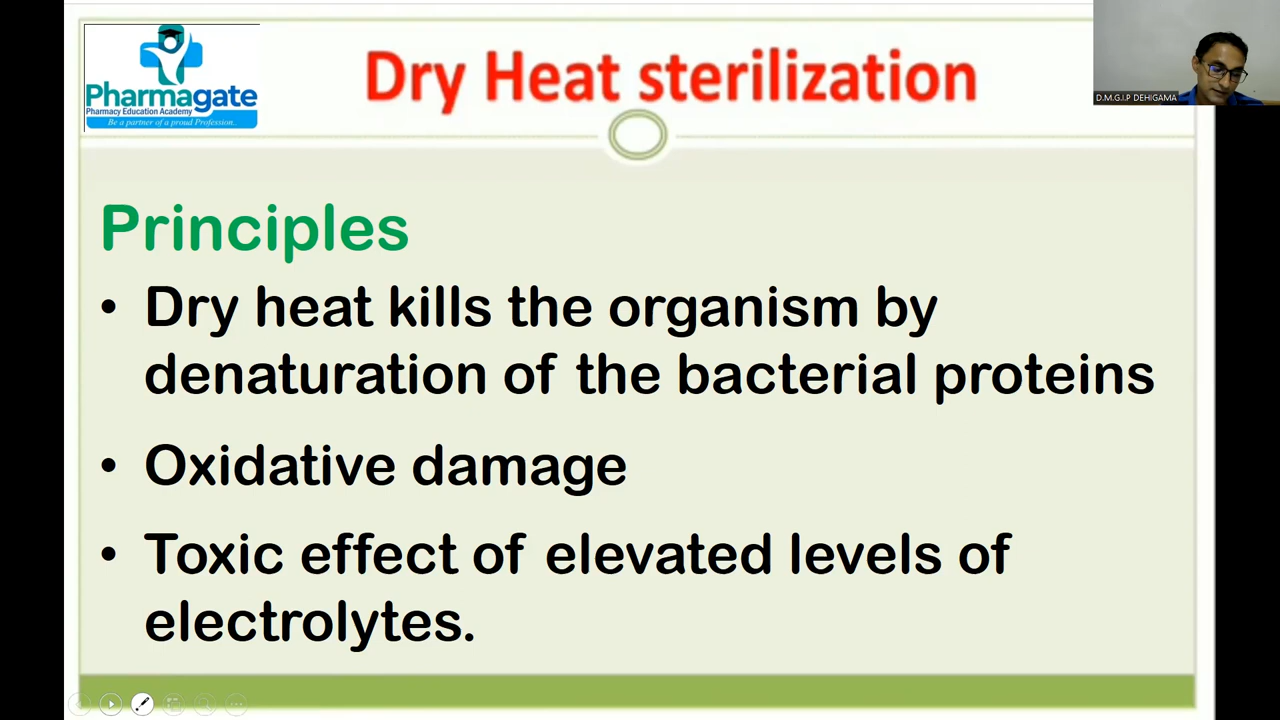 Pharmagate
Pharmacy Education Academy
Be a partner of a proud Profession..
Dry Heat sterilization
D.M.G.I.P DEHIGAMA
Principles
• Dry heat kills the organism by
denaturation of the bacterial proteins
• Oxidative damage
• Toxic effect of elevated levels of
electrolytes.